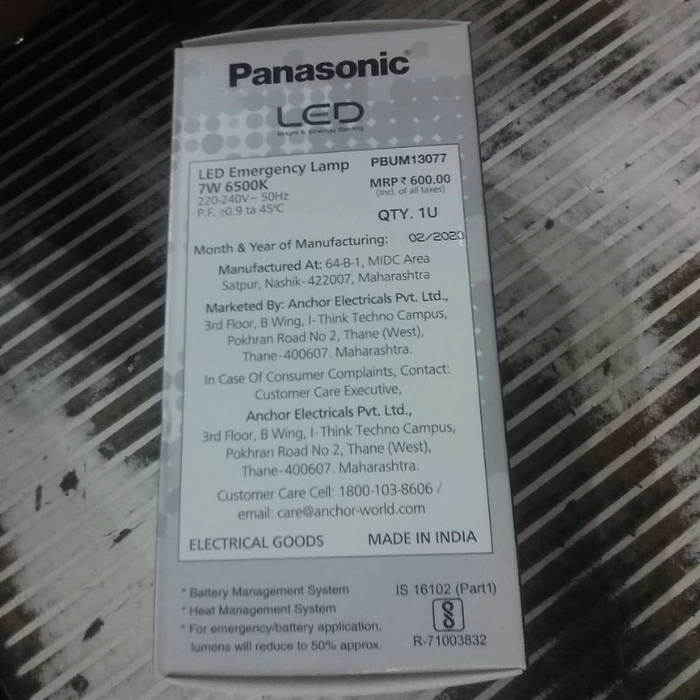 Panasonic
LED
Bright & Energy Saving
LED Emergency Lamp PBUM13077
7W 6500K MRP ₹ 600.00
220-240V~ 50Hz (Incl. of all taxes)
P.F. ≥0.9 ta 45°C
QTY. 1U
Month & Year of Manufacturing: 02/2020
Manufactured At: 64-B-1, MIDC Area
Satpur, Nashik- 422007, Maharashtra
Marketed By: Anchor Electricals Pvt. Ltd.,
3rd Floor, B Wing, I-Think Techno Campus,
Pokhran Road No 2, Thane (West),
Thane-400607. Maharashtra.
In Case Of Consumer Complaints, Contact:
Customer Care Executive,
Anchor Electricals Pvt. Ltd.,
3rd Floor, B Wing, I-Think Techno Campus,
Pokhran Road No 2, Thane (West),
Thane-400607. Maharashtra.
Customer Care Cell: 1800-103-8606 /
email: care@anchor-world.com
ELECTRICAL GOODS MADE IN INDIA
* Battery Management System IS 16102 (Part1)
* Heat Management System
* For emergency/battery application,
lumens will reduce to 50% approx. R-71003832